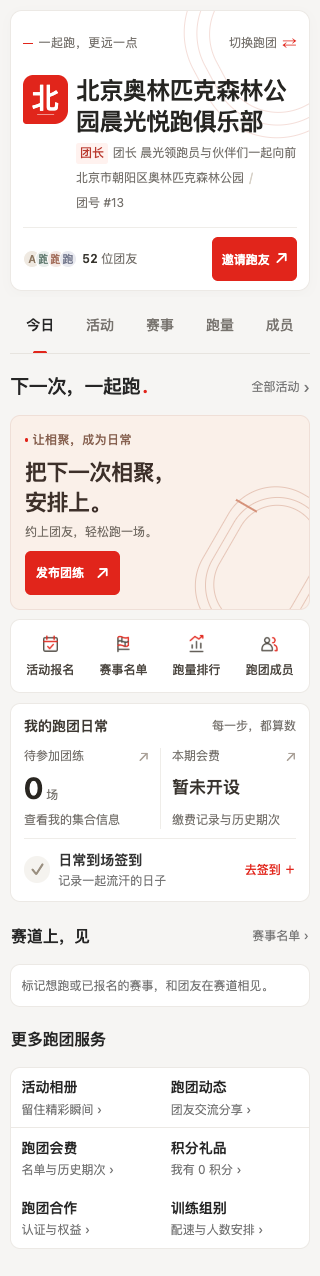 一起跑，更远一点
切换跑团
北
北京奥林匹克森林公
园晨光悦跑俱乐部
团长 团长 晨光领跑员与伙伴们一起向前
北京市朝阳区奥林匹克森林公园 /
团号 #13
A 跑 跑 跑 52 位团友
邀请跑友
今日 活动 赛事 跑量 成员
下一次，一起跑.
全部活动 ›
让相聚，成为日常
把下一次相聚，
安排上。
约上团友，轻松跑一场。
发布团练
活动报名 赛事名单 跑量排行 跑团成员
我的跑团日常
每一步，都算数
待参加团练
0 场
查看我的集合信息
本期会费
暂未开设
缴费记录与历史期次
日常到场签到
记录一起流汗的日子
去签到 +
赛道上，见
赛事名单 ›
标记想跑或已报名的赛事，和团友在赛道相见。
更多跑团服务
活动相册
留住精彩瞬间 ›
跑团动态
团友交流分享 ›
跑团会费
名单与历史期次 ›
积分礼品
我有 0 积分 ›
跑团合作
认证与权益 ›
训练组别
配速与人数安排 ›